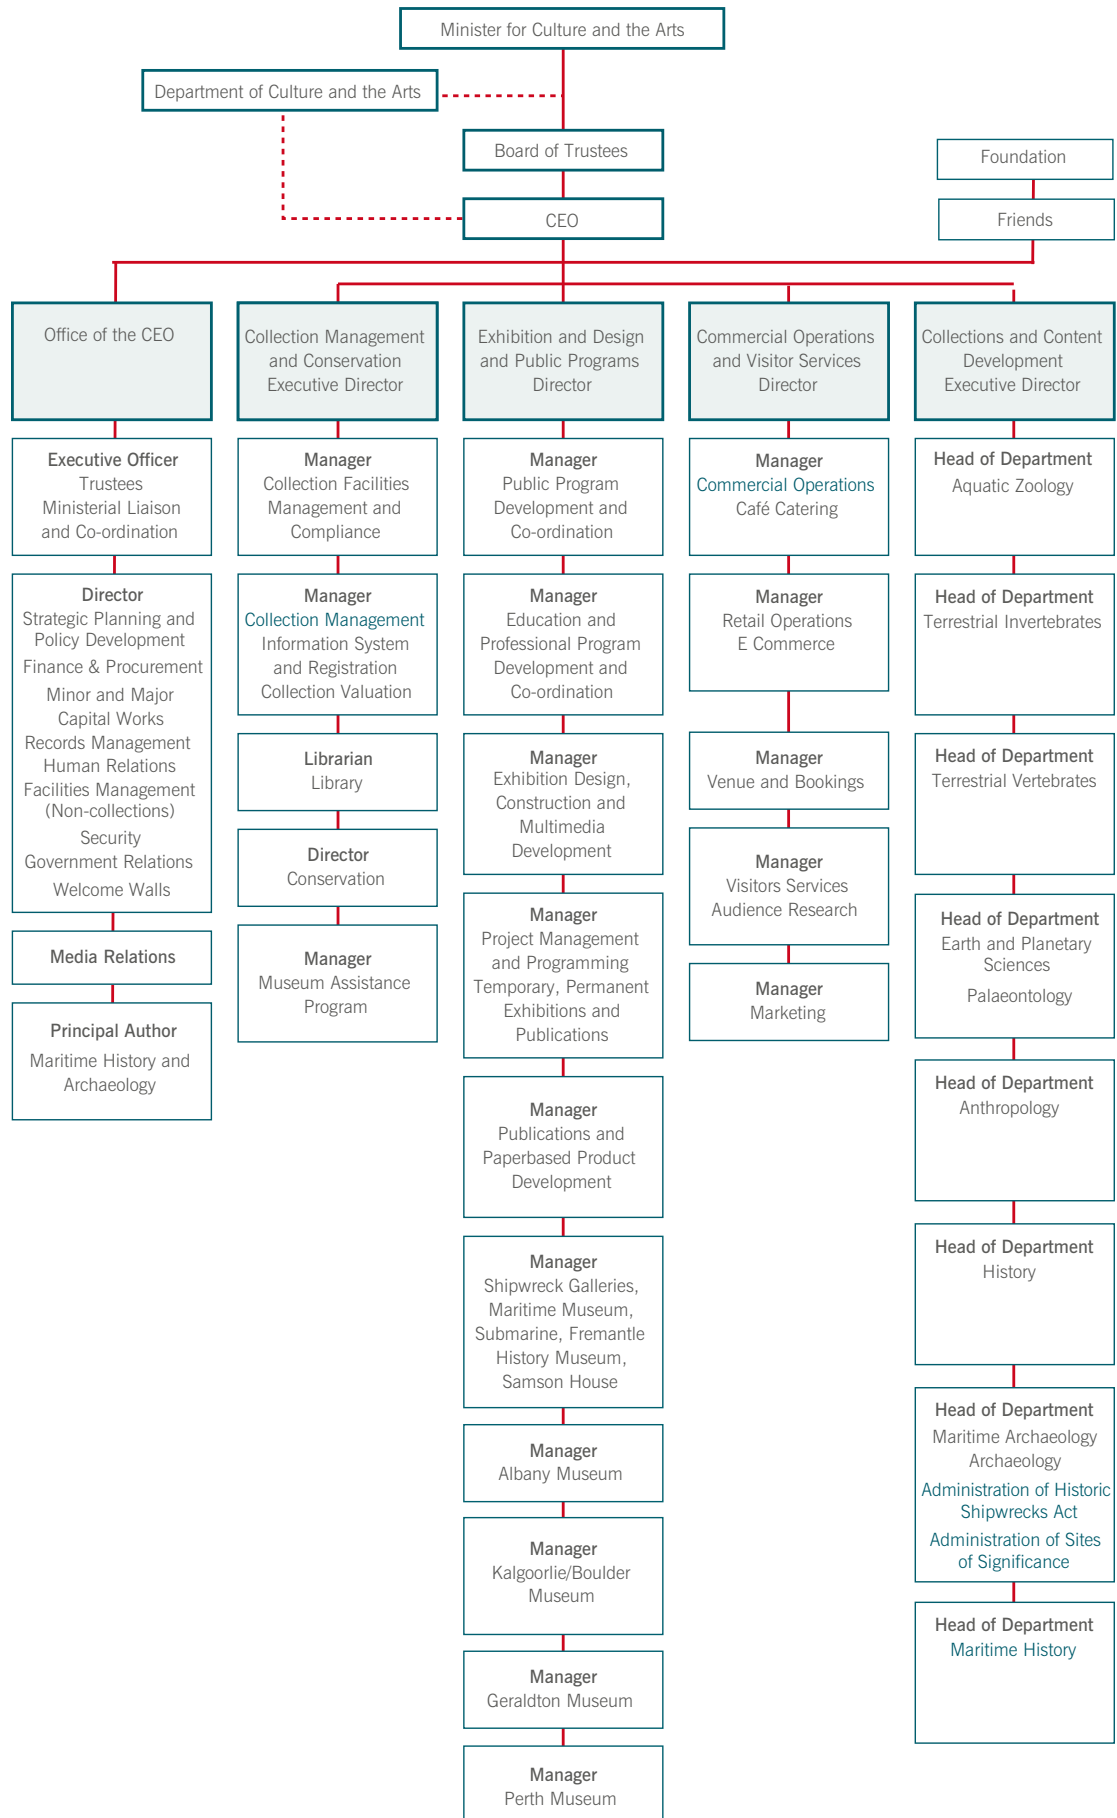 Minister for Culture and the Arts
Department of Culture and the Arts
Board of Trustees
CEO
Foundation
Friends
Office of the CEO
Executive Officer
Trustees
Ministerial Liaison
and Co-ordination
Director
Strategic Planning and
Policy Development
Finance & Procurement
Minor and Major
Capital Works
Records Management
Human Relations
Facilities Management
(Non-collections)
Security
Government Relations
Welcome Walls
Media Relations
Principal Author
Maritime History and
Archaeology
Collection Management
and Conservation
Executive Director
Manager
Collection Facilities
Management and
Compliance
Manager
Collection Management
Information System
and Registration
Collection Valuation
Librarian
Library
Director
Conservation
Manager
Museum Assistance
Program
Exhibition and Design
and Public Programs
Director
Manager
Public Program
Development and
Co-ordination
Manager
Education and
Professional Program
Development and
Co-ordination
Manager
Exhibition Design,
Construction and
Multimedia
Development
Manager
Project Management
and Programming
Temporary, Permanent
Exhibitions and
Publications
Manager
Publications and
Paperbased Product
Development
Manager
Shipwreck Galleries,
Maritime Museum,
Submarine, Fremantle
History Museum,
Samson House
Manager
Albany Museum
Manager
Kalgoorlie/Boulder
Museum
Manager
Geraldton Museum
Manager
Perth Museum
Commercial Operations
and Visitor Services
Director
Manager
Commercial Operations
Café Catering
Manager
Retail Operations
E Commerce
Manager
Venue and Bookings
Manager
Visitors Services
Audience Research
Manager
Marketing
Collections and Content
Development
Executive Director
Head of Department
Aquatic Zoology
Head of Department
Terrestrial Invertebrates
Head of Department
Terrestrial Vertebrates
Head of Department
Earth and Planetary
Sciences
Palaeontology
Head of Department
Anthropology
Head of Department
History
Head of Department
Maritime Archaeology
Archaeology
Administration of Historic
Shipwrecks Act
Administration of Sites
of Significance
Head of Department
Maritime History